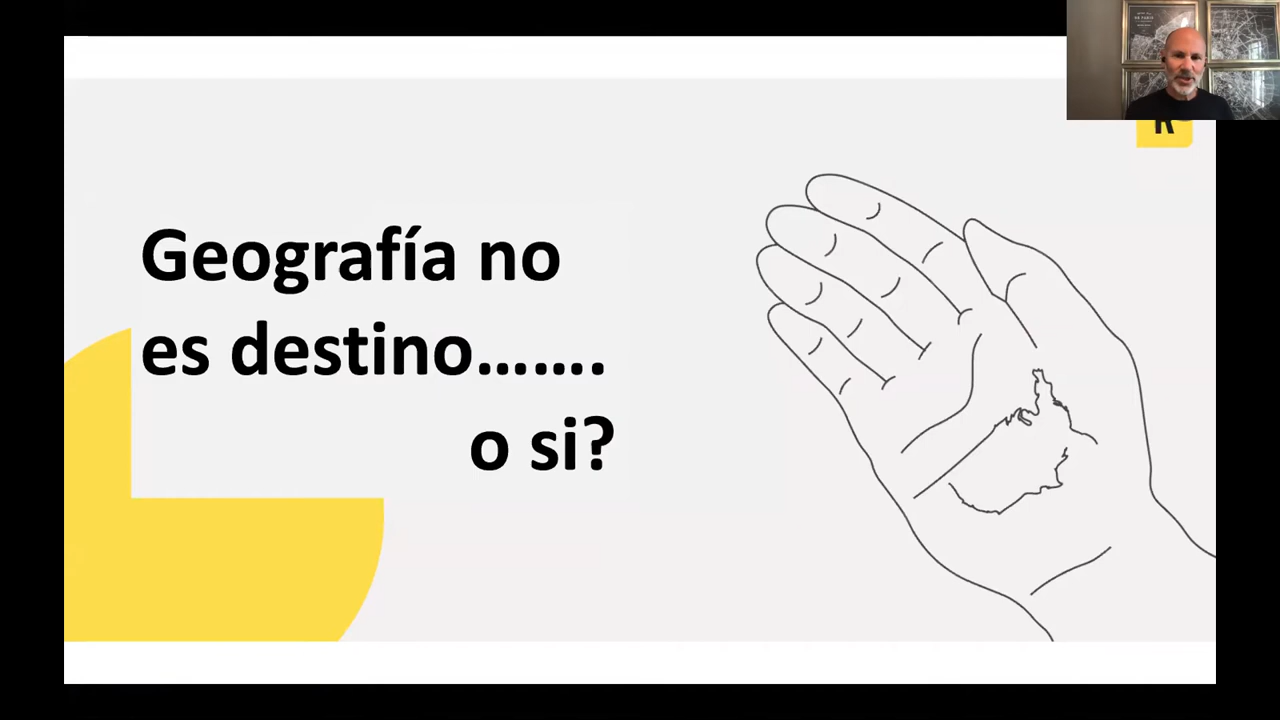 Geografía no
es destino.......
o si?
R